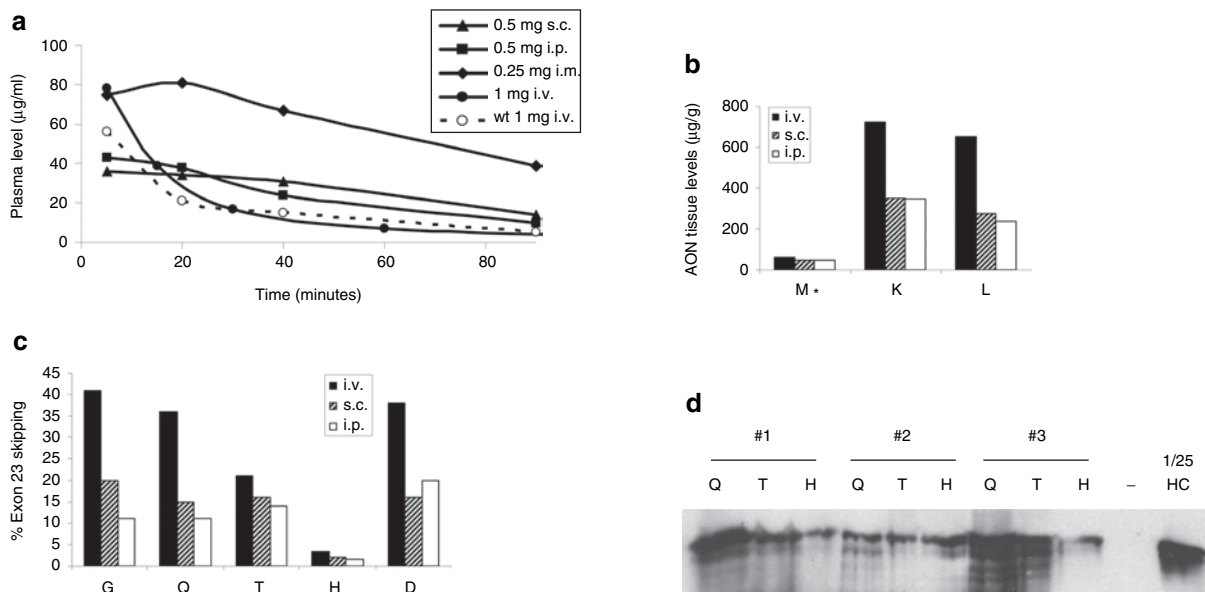 a
0.5 mg s.c.
0.5 mg i.p.
0.25 mg i.m.
1 mg i.v.
wt 1 mg i.v.
Plasma level (µg/ml)
100
80
60
40
20
0
0 20 40 60 80
Time (minutes)
b
i.v.
s.c.
i.p.
AON tissue levels (µg/g)
800
600
400
200
0
M * K L
c
i.v.
s.c.
i.p.
% Exon 23 skipping
45
40
35
30
25
20
15
10
5
0
G Q T H D
d
#1 #2 #3
1/25
Q T H Q T H Q T H – HC